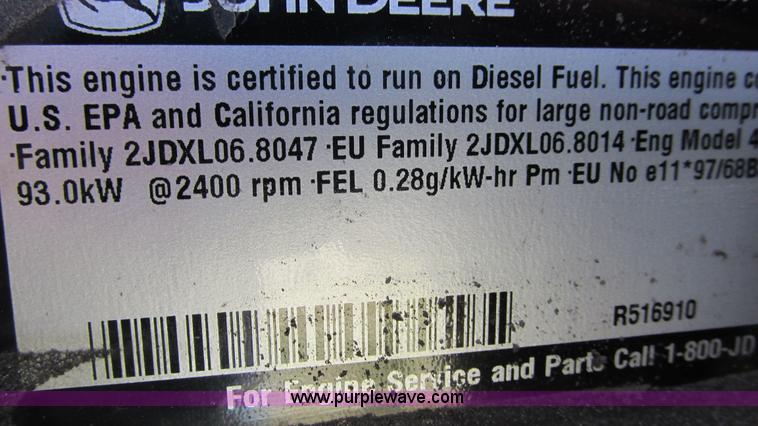 JOHN DEERE
·This engine is certified to run on Diesel Fuel. This engine
U.S. EPA and California regulations for large non-road
·Family 2JDXL06.8047 ·EU Family 2JDXL06.8014 ·Eng Model 4
93.0kW @2400 rpm ·FEL 0.28g/kW-hr Pm ·EU No e11*97/68B
R516910
For Engine Service and Parts Call 1-800-JD
www.purplewave.com